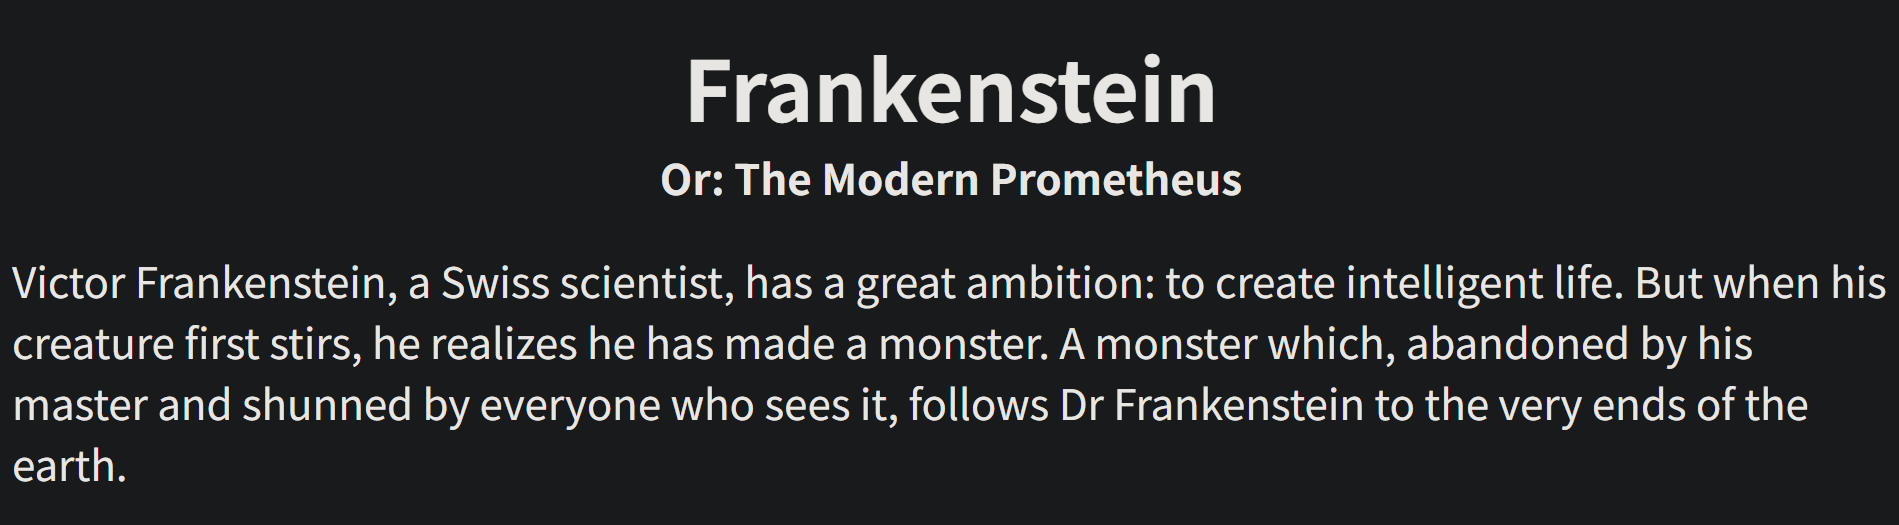 Frankenstein
Or: The Modern Prometheus
Victor Frankenstein, a Swiss scientist, has a great ambition: to create intelligent life. But when his
creature first stirs, he realizes he has made a monster. A monster which, abandoned by his
master and shunned by everyone who sees it, follows Dr Frankenstein to the very ends of the
earth.